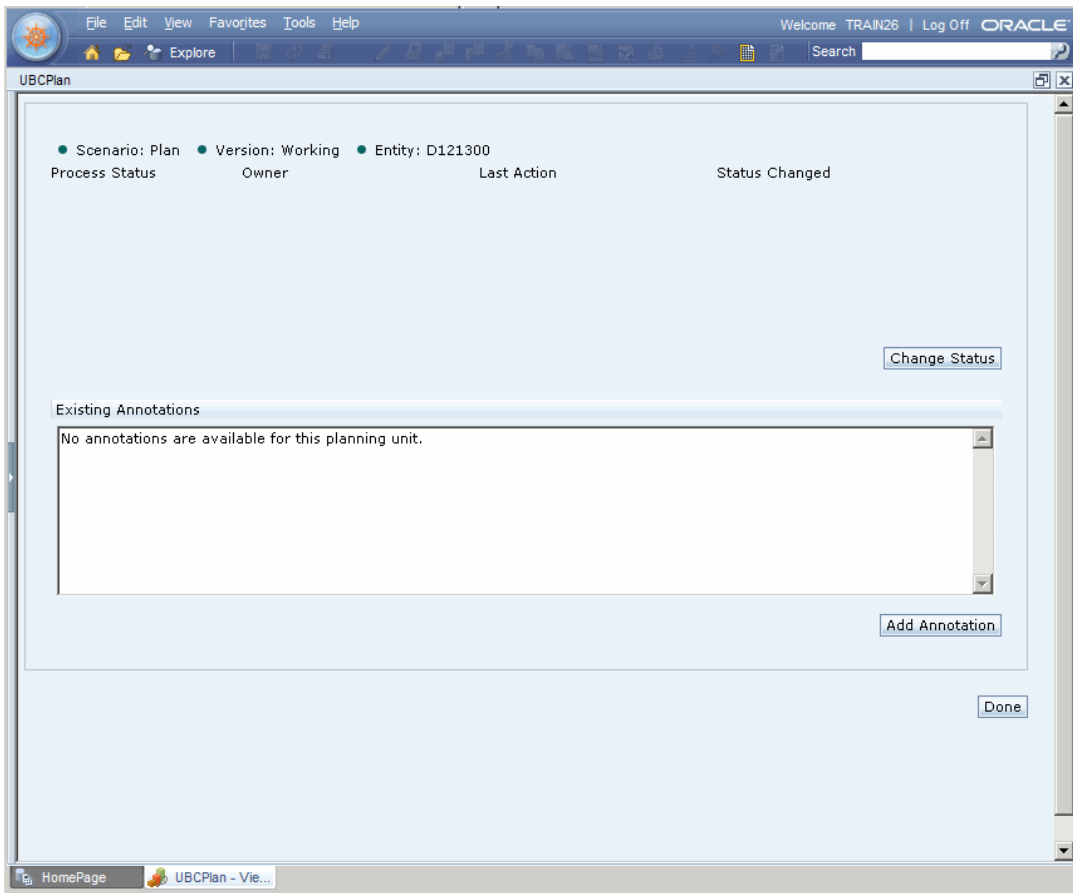 File Edit View Favorites Tools Help Welcome TRAIN26 | Log Off ORACLE
Explore Search
UBCPlan
Scenario: Plan Version: Working Entity: D121300
Process Status Owner Last Action Status Changed
Change Status
Existing Annotations
No annotations are available for this planning unit.
Add Annotation
Done
HomePage UBCPlan - Vie...